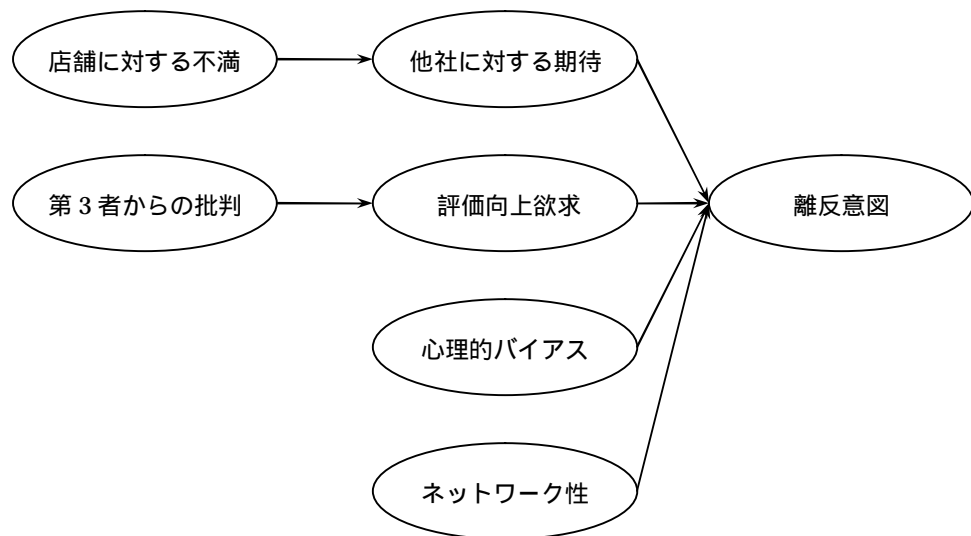 店舗に対する不満
他社に対する期待
第3者からの批判
評価向上欲求
離反意図
心理的バイアス
ネットワーク性